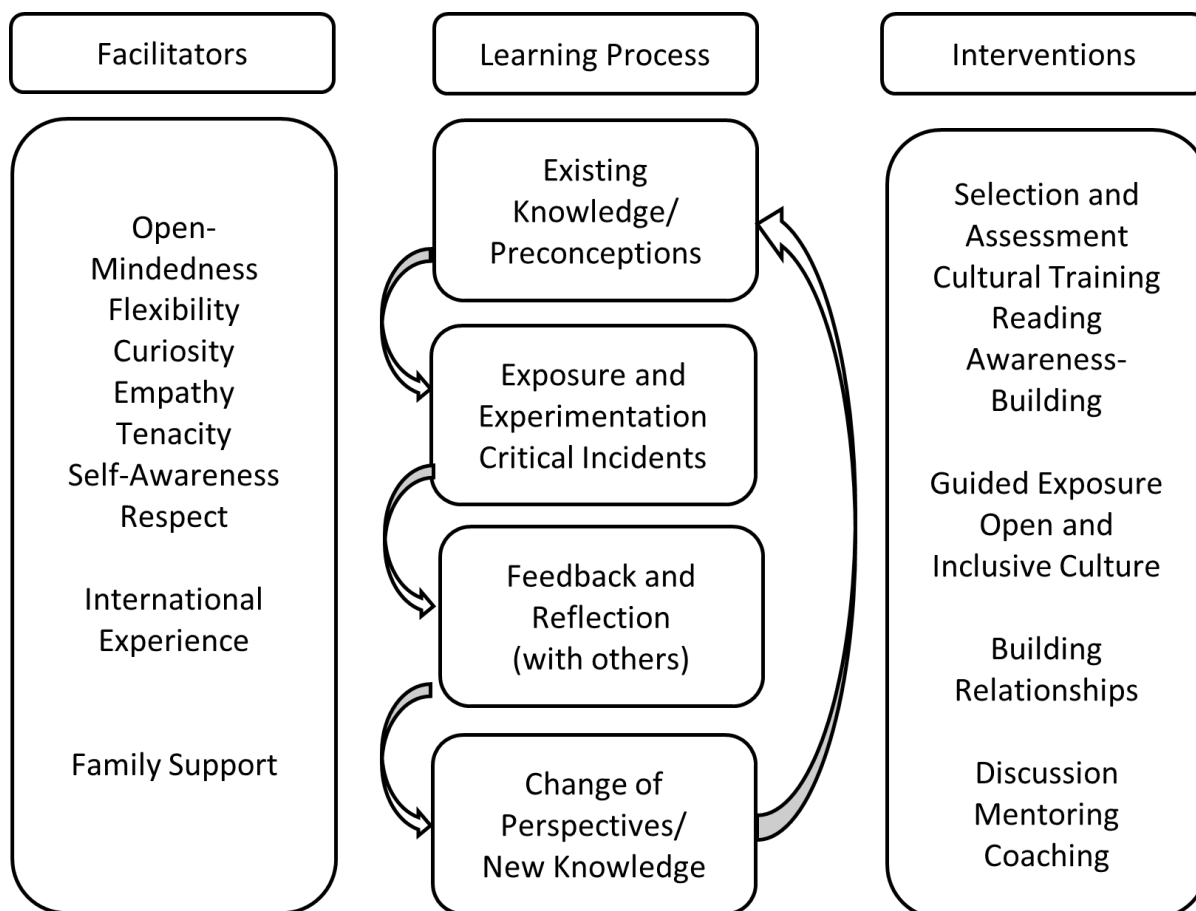 Facilitators
Learning Process
Interventions
Open-
Mindedness
Flexibility
Curiosity
Empathy
Tenacity
Self-Awareness
Respect
International
Experience
Family Support
Existing
Knowledge/
Preconceptions
Exposure and
Experimentation
Critical Incidents
Feedback and
Reflection
(with others)
Change of
Perspectives/
New Knowledge
Selection and
Assessment
Cultural Training
Reading
Awareness-
Building
Guided Exposure
Open and
Inclusive Culture
Building
Relationships
Discussion
Mentoring
Coaching